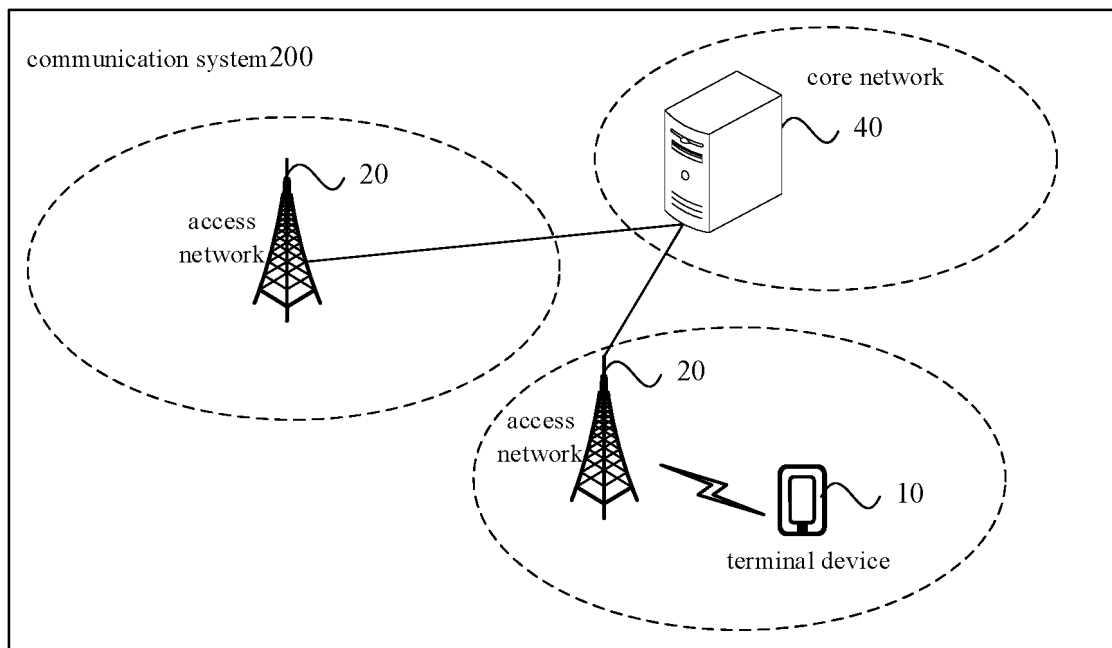 communication system200
core network
40
20
access
network
20
access
network
10
terminal device